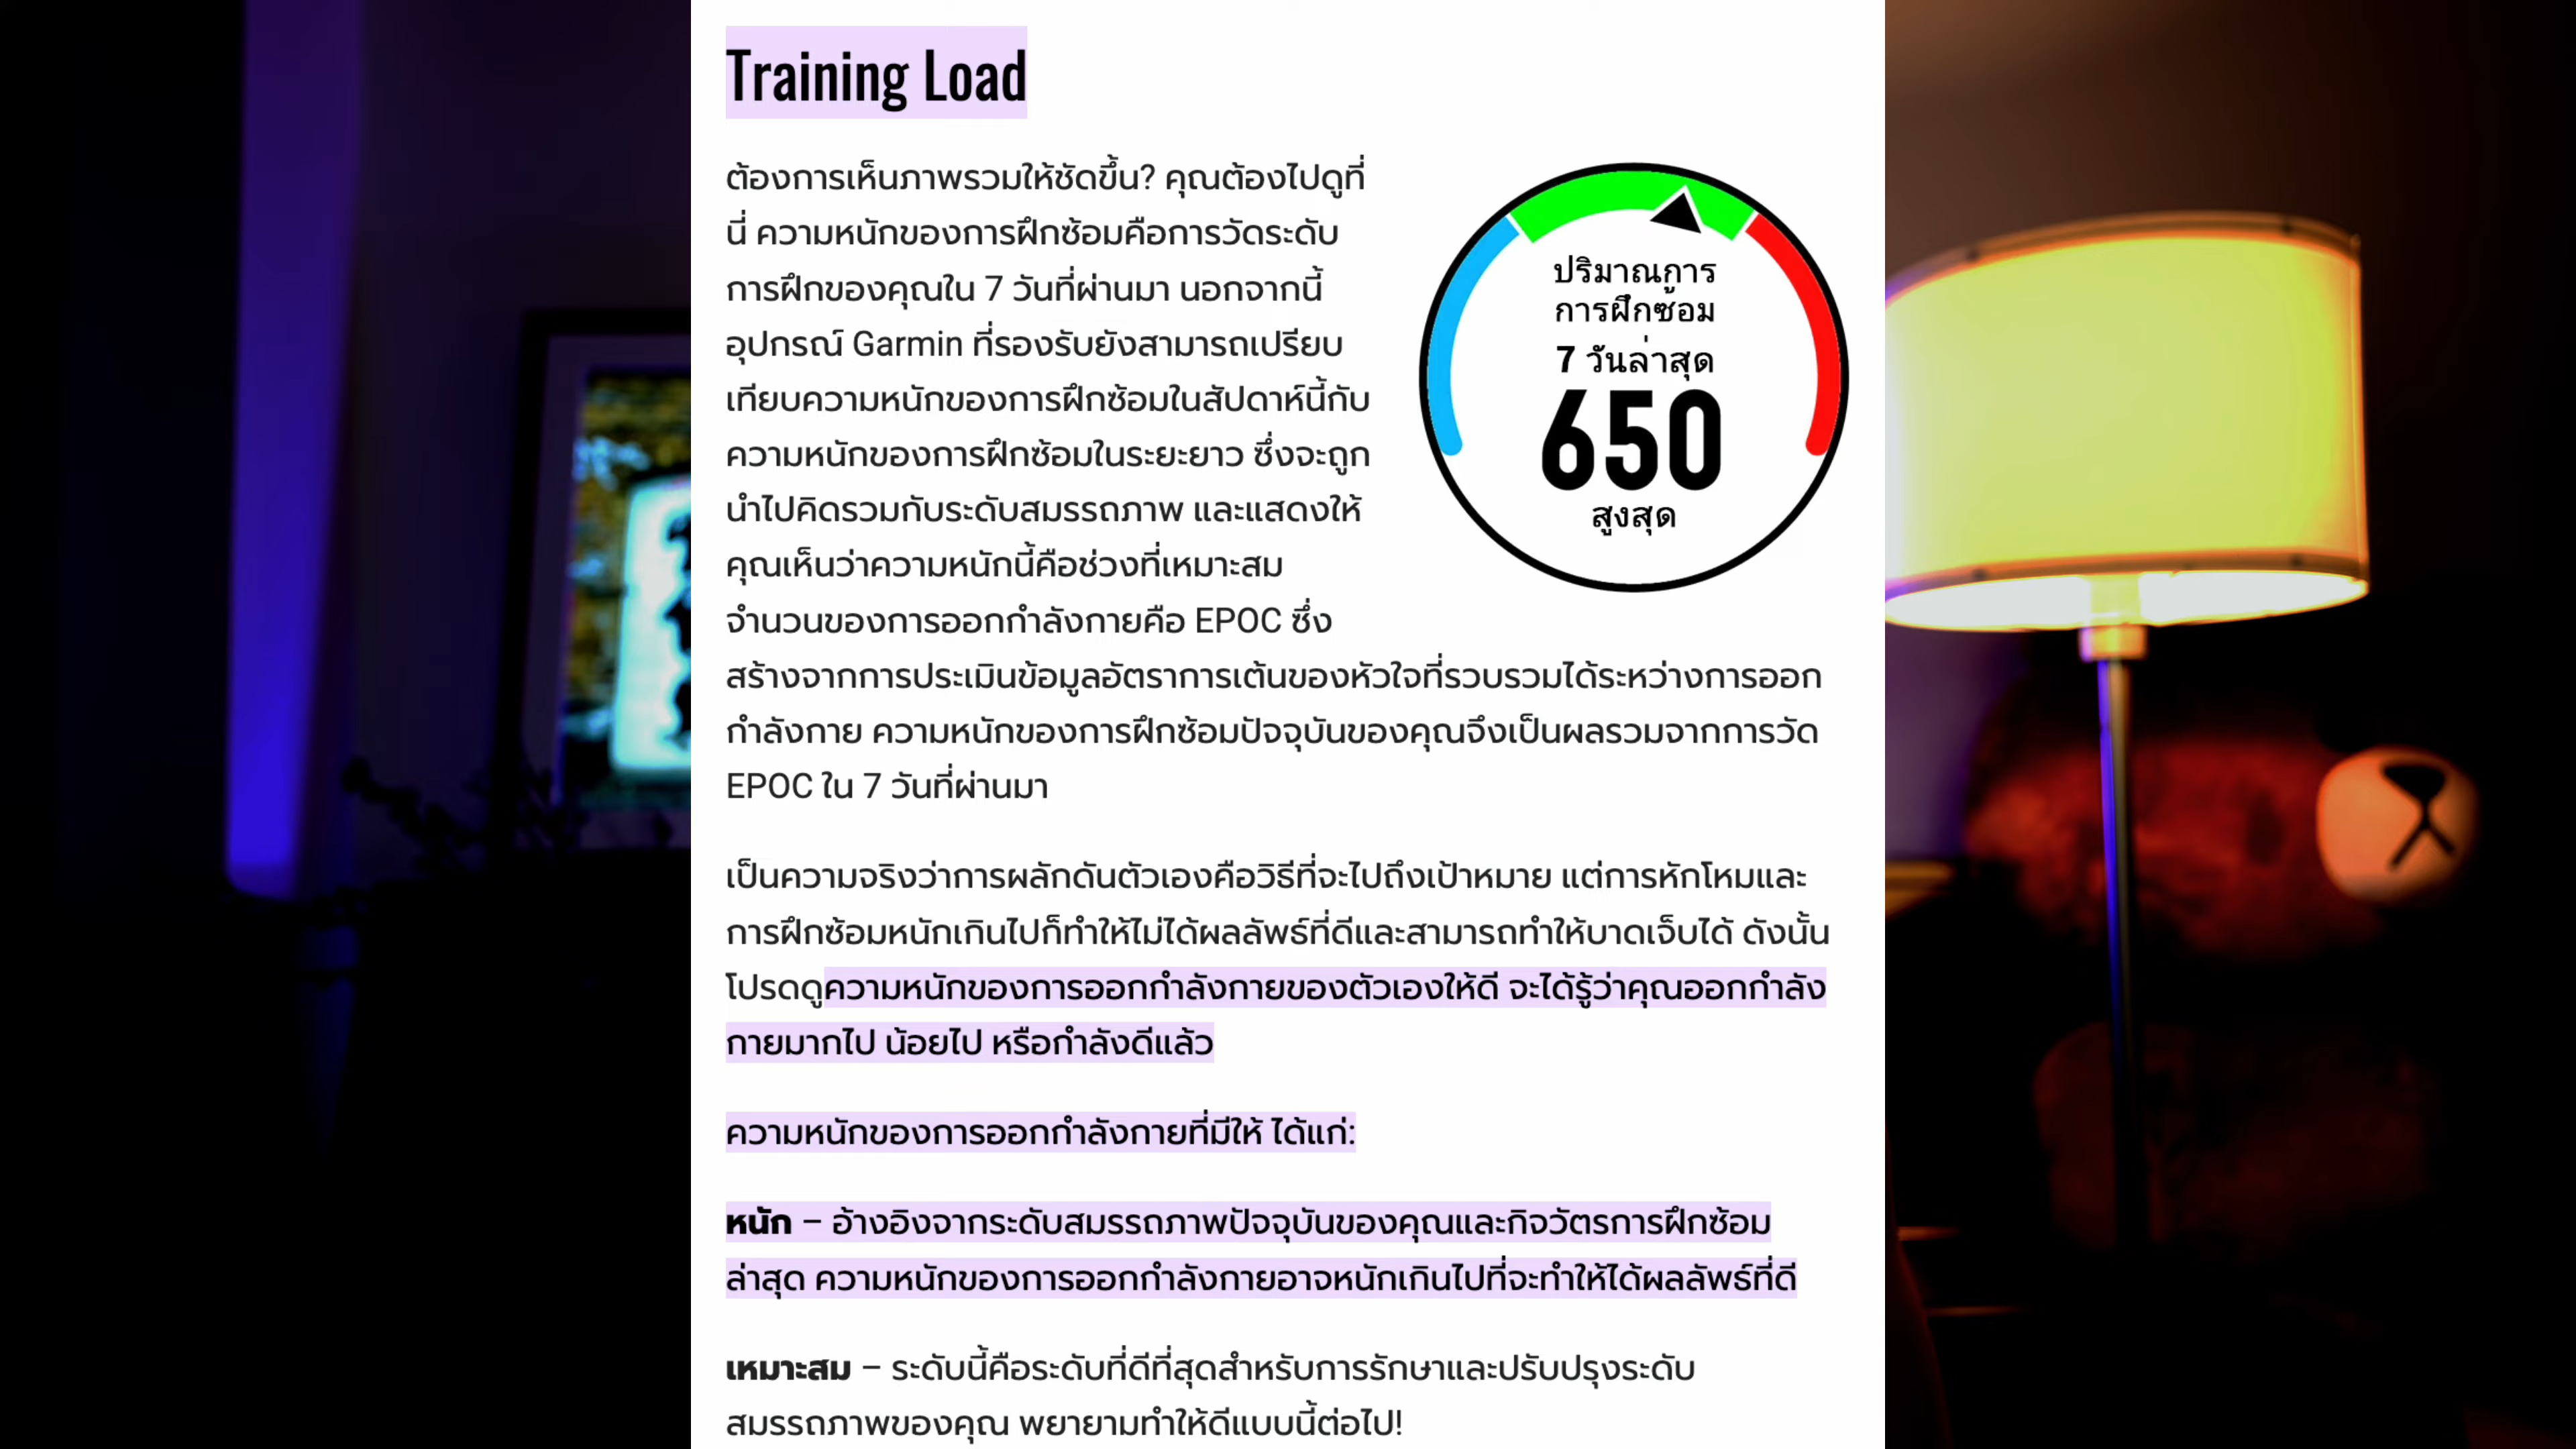 Training Load
ต้องการเห็นภาพรวมให้ชัดขึ้น? คุณต้องไปดูที่
นี่ ความหนักของการฝึกซ้อมคือการวัดระดับ
การฝึกของคุณใน 7 วันที่ผ่านมา นอกจากนี้
อุปกรณ์ Garmin ที่รองรับยังสามารถเปรียบ
เทียบความหนักของการฝึกซ้อมในสัปดาห์นี้กับ
ความหนักของการฝึกซ้อมในระยะยาว ซึ่งจะถูก
นำไปคิดรวมกับระดับสมรรถภาพ และแสดงให้
คุณเห็นว่าความหนักนี้คือช่วงที่เหมาะสม
จำนวนของการออกกำลังกายคือ EPOC ซึ่ง
สร้างจากการประเมินข้อมูลอัตราการเต้นของหัวใจที่รวบรวมได้ระหว่างการออก
กำลังกาย ความหนักของการฝึกซ้อมปัจจุบันของคุณจึงเป็นผลรวมจากการวัด
EPOC ใน 7 วันที่ผ่านมา
ปริมาณการ
การฝึกซ้อม
7 วันล่าสุด
650
สูงสุด
เป็นความจริงว่าการผลักดันตัวเองคือวิธีที่จะไปถึงเป้าหมาย แต่การหักโหมและ
การฝึกซ้อมหนักเกินไปก็ทำให้ไม่ได้ผลลัพธ์ที่ดีและสามารถทำให้บาดเจ็บได้ ดังนั้น
โปรดดูความหนักของการออกกำลังกายของตัวเองให้ดี จะได้รู้ว่าคุณออกกำลัง
กายมากไป น้อยไป หรือกำลังดีแล้ว
ความหนักของการออกกำลังกายที่มีให้ ได้แก่:
หนัก – อ้างอิงจากระดับสมรรถภาพปัจจุบันของคุณและกิจวัตรการฝึกซ้อม
ล่าสุด ความหนักของการออกกำลังกายอาจหนักเกินไปที่จะทำให้ได้ผลลัพธ์ที่ดี
เหมาะสม – ระดับนี้คือระดับที่ดีที่สุดสำหรับการรักษาและปรับปรุงระดับ
สมรรถภาพของคุณ พยายามทำให้ดีแบบนี้ต่อไป!